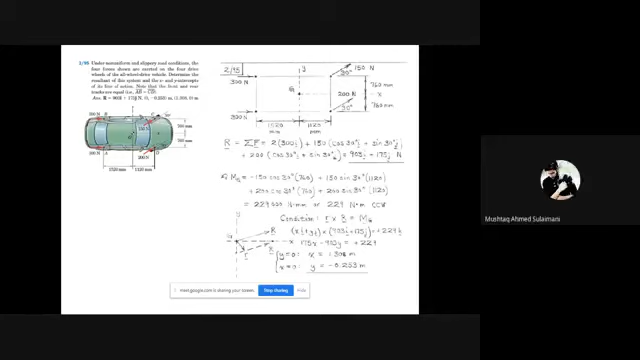 2/95 Under nonuniform and slippery road conditions, the
four forces shown are exerted on the four drive
wheels of the all-wheel-drive vehicle. Determine the
resultant of this system and the x- and y-intercepts
of its line of action. Note that the front and rear
tracks are equal (i.e., AB = CD).
Ans. R = 903i + 175j N
B
C
A
D
760 mm
1120 mm
1120 mm
2/95
y
150 N
30°
300 N
G
760 mm
200 N
x
30°
760 mm
300 N
1120 mm
1120 mm
R = ΣF = 2(300i) + 150(cos 30°i + sin 30°j)
+ 200(cos 30°i + sin 30°j) = 903i + 175j N
↺ M_G = -150 cos 30°(760) + 150 sin 30°(1120)
+ 200 cos 30°(760) + 200 sin 30°(1120)
= 229 000 N·mm or 229 N·m CCW
Condition: r x R = M_G
(xi + yj) x (903i + 175j) = +229k
175x - 903y = +229
R
r
x
y=0: x = 1.308 m
x=0: y = -0.253 m
meet.google.com is sharing your screen.
Stop sharing
Hide
Mushtaq Ahmed Sulaimani